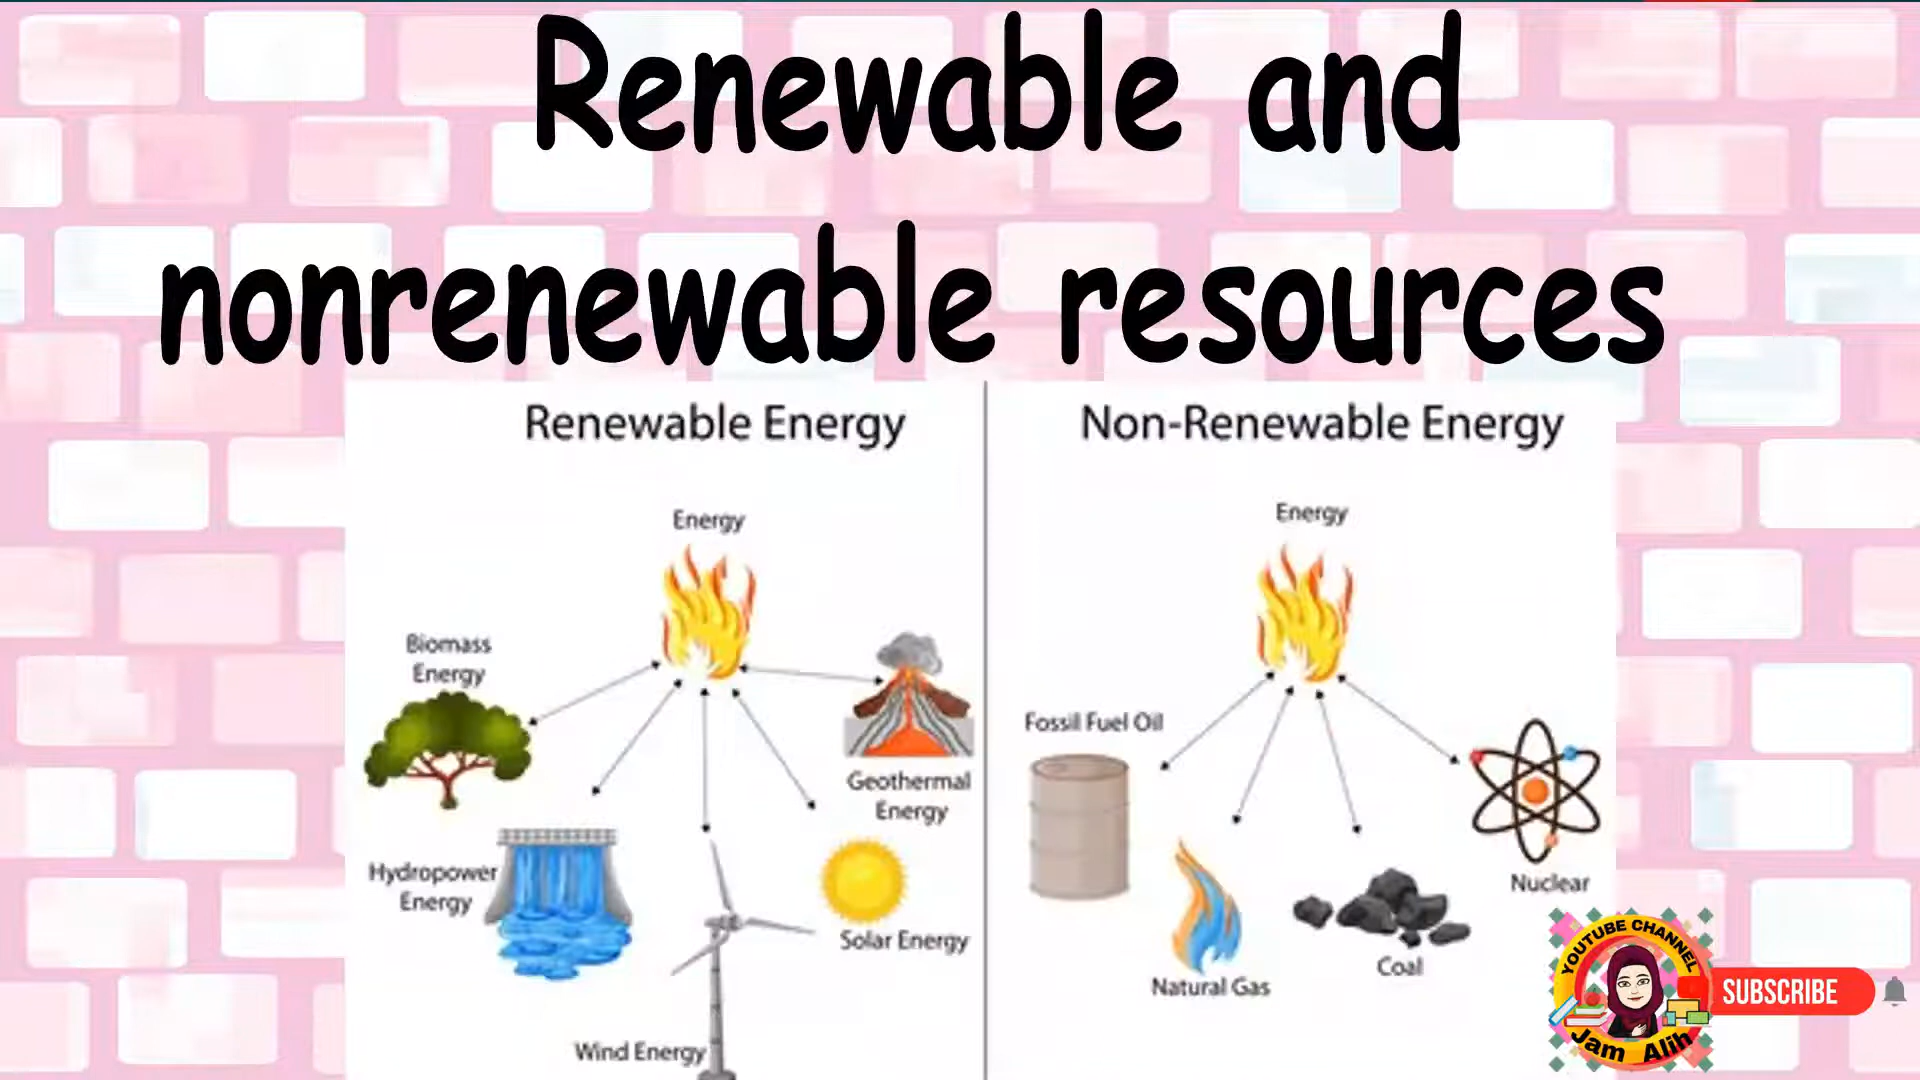 Renewable and
nonrenewable resources
Renewable Energy
Energy
Biomass
Energy
Geothermal
Energy
Hydropower
Energy
Solar Energy
Wind Energy
Non-Renewable Energy
Energy
Fossil Fuel Oil
Nuclear
Coal
Natural Gas
YOUTUBE CHANNEL
Jam Alih
SUBSCRIBE